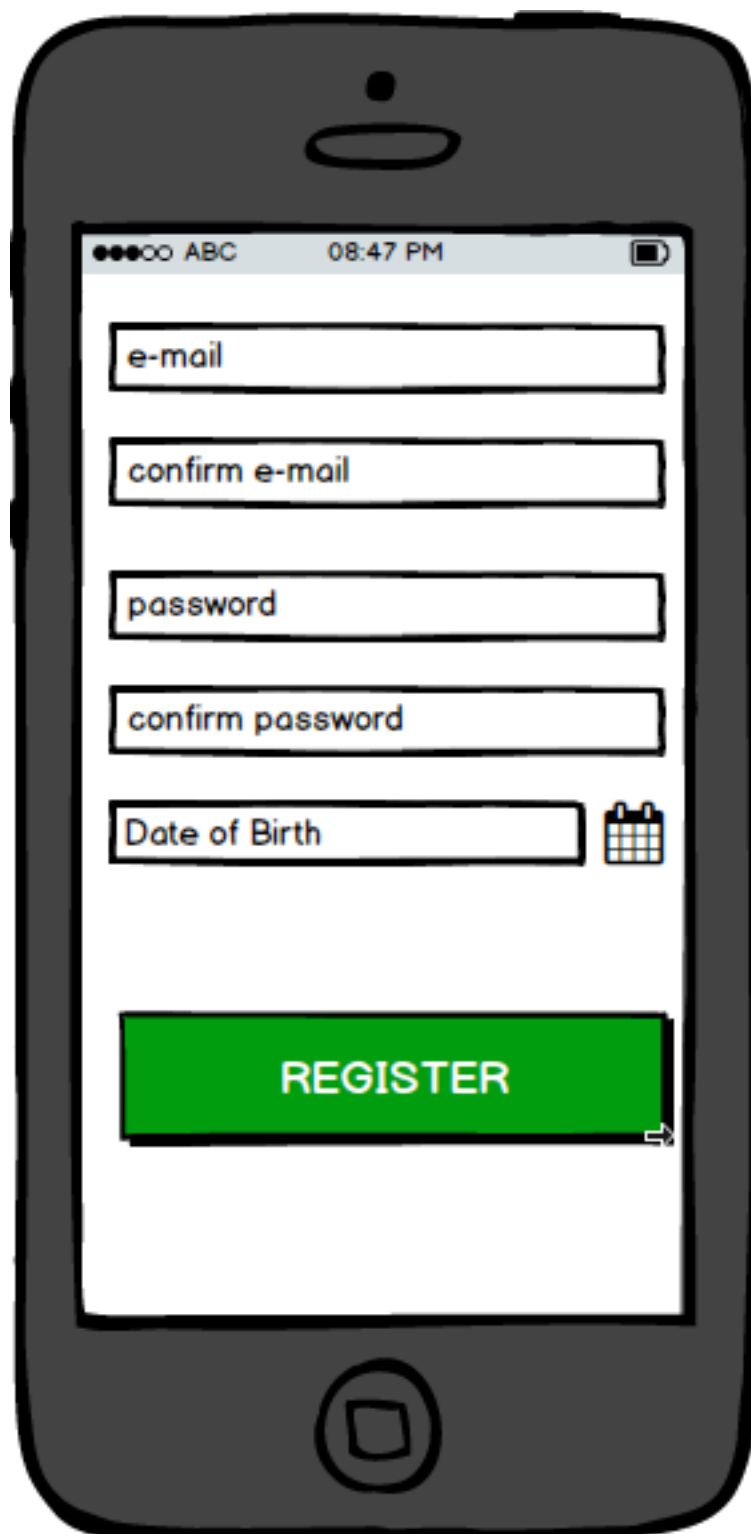 ABC 08:47 PM
e-mail
confirm e-mail
password
confirm password
Date of Birth
REGISTER